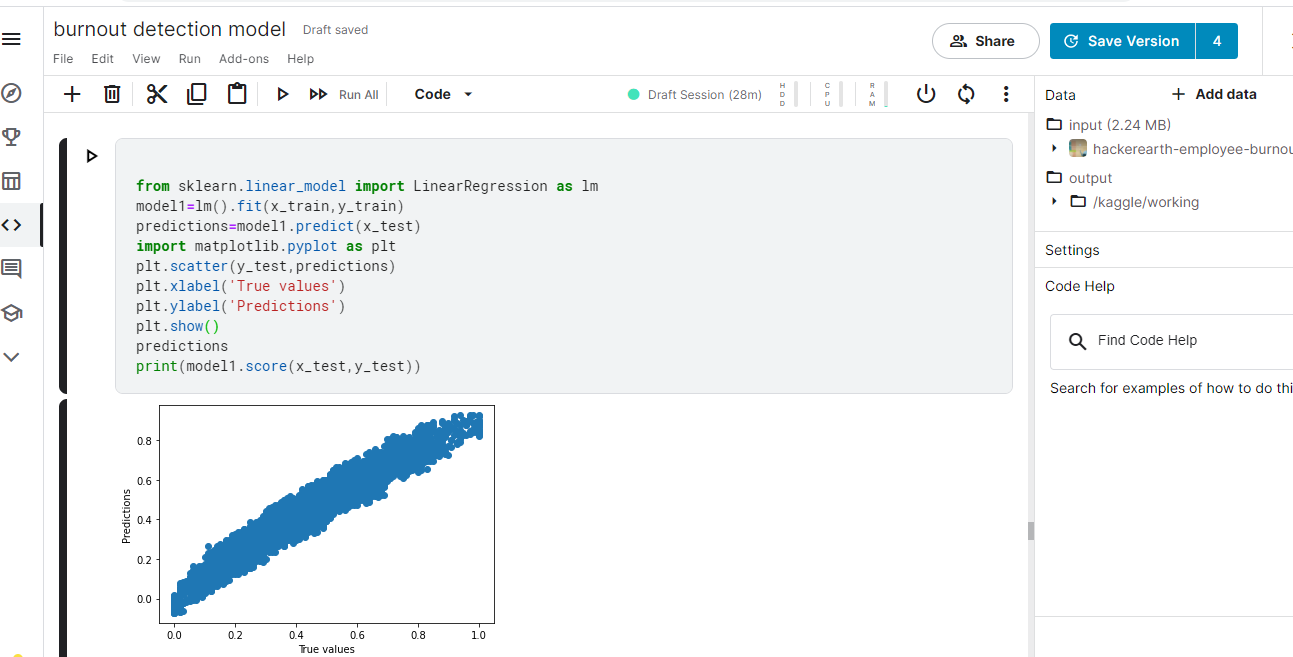 burnout detection model Draft saved
File Edit View Run Add-ons Help
Share
Save Version 4
Run All
Code
Draft Session (28m)
HDD
CPU
RAM
from sklearn.linear_model import LinearRegression as lm
model1=lm().fit(x_train,y_train)
predictions=model1.predict(x_test)
import matplotlib.pyplot as plt
plt.scatter(y_test,predictions)
plt.xlabel('True values')
plt.ylabel('Predictions')
plt.show()
predictions
print(model1.score(x_test,y_test))
Predictions
0.8
0.6
0.4
0.2
0.0
0.0 0.2 0.4 0.6 0.8 1.0
True values
Data + Add data
input (2.24 MB)
hackerearth-employee-burnou
output
/kaggle/working
Settings
Code Help
Find Code Help
Search for examples of how to do thi